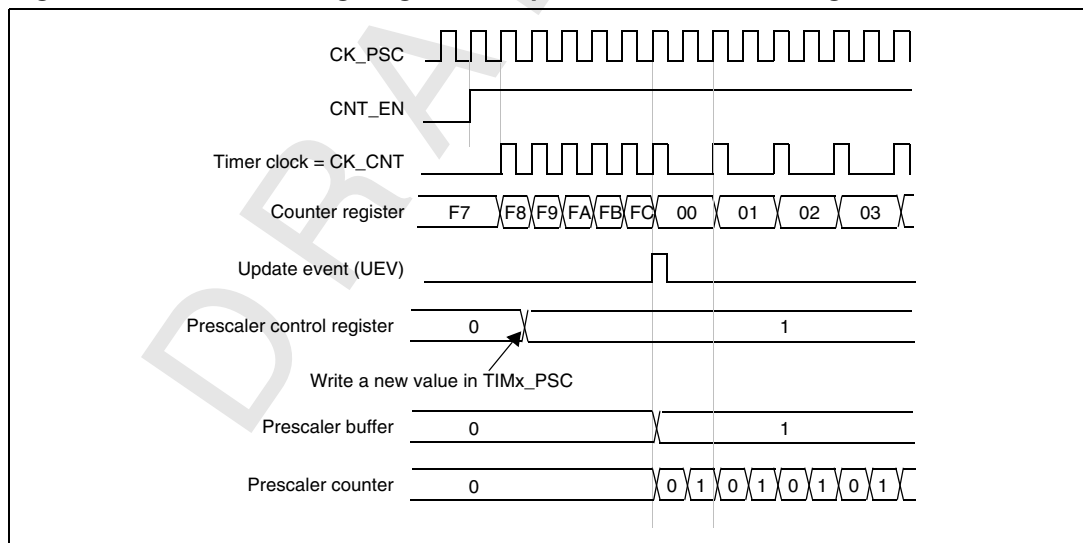 CK_PSC
CNT_EN
Timer clock = CK_CNT
Counter register F7 F8 F9 FA FB FC 00 01 02 03
Update event (UEV)
Prescaler control register 0 1
Write a new value in TIMx_PSC
Prescaler buffer 0 1
Prescaler counter 0 0 1 0 1 0 1 0 1
D R A